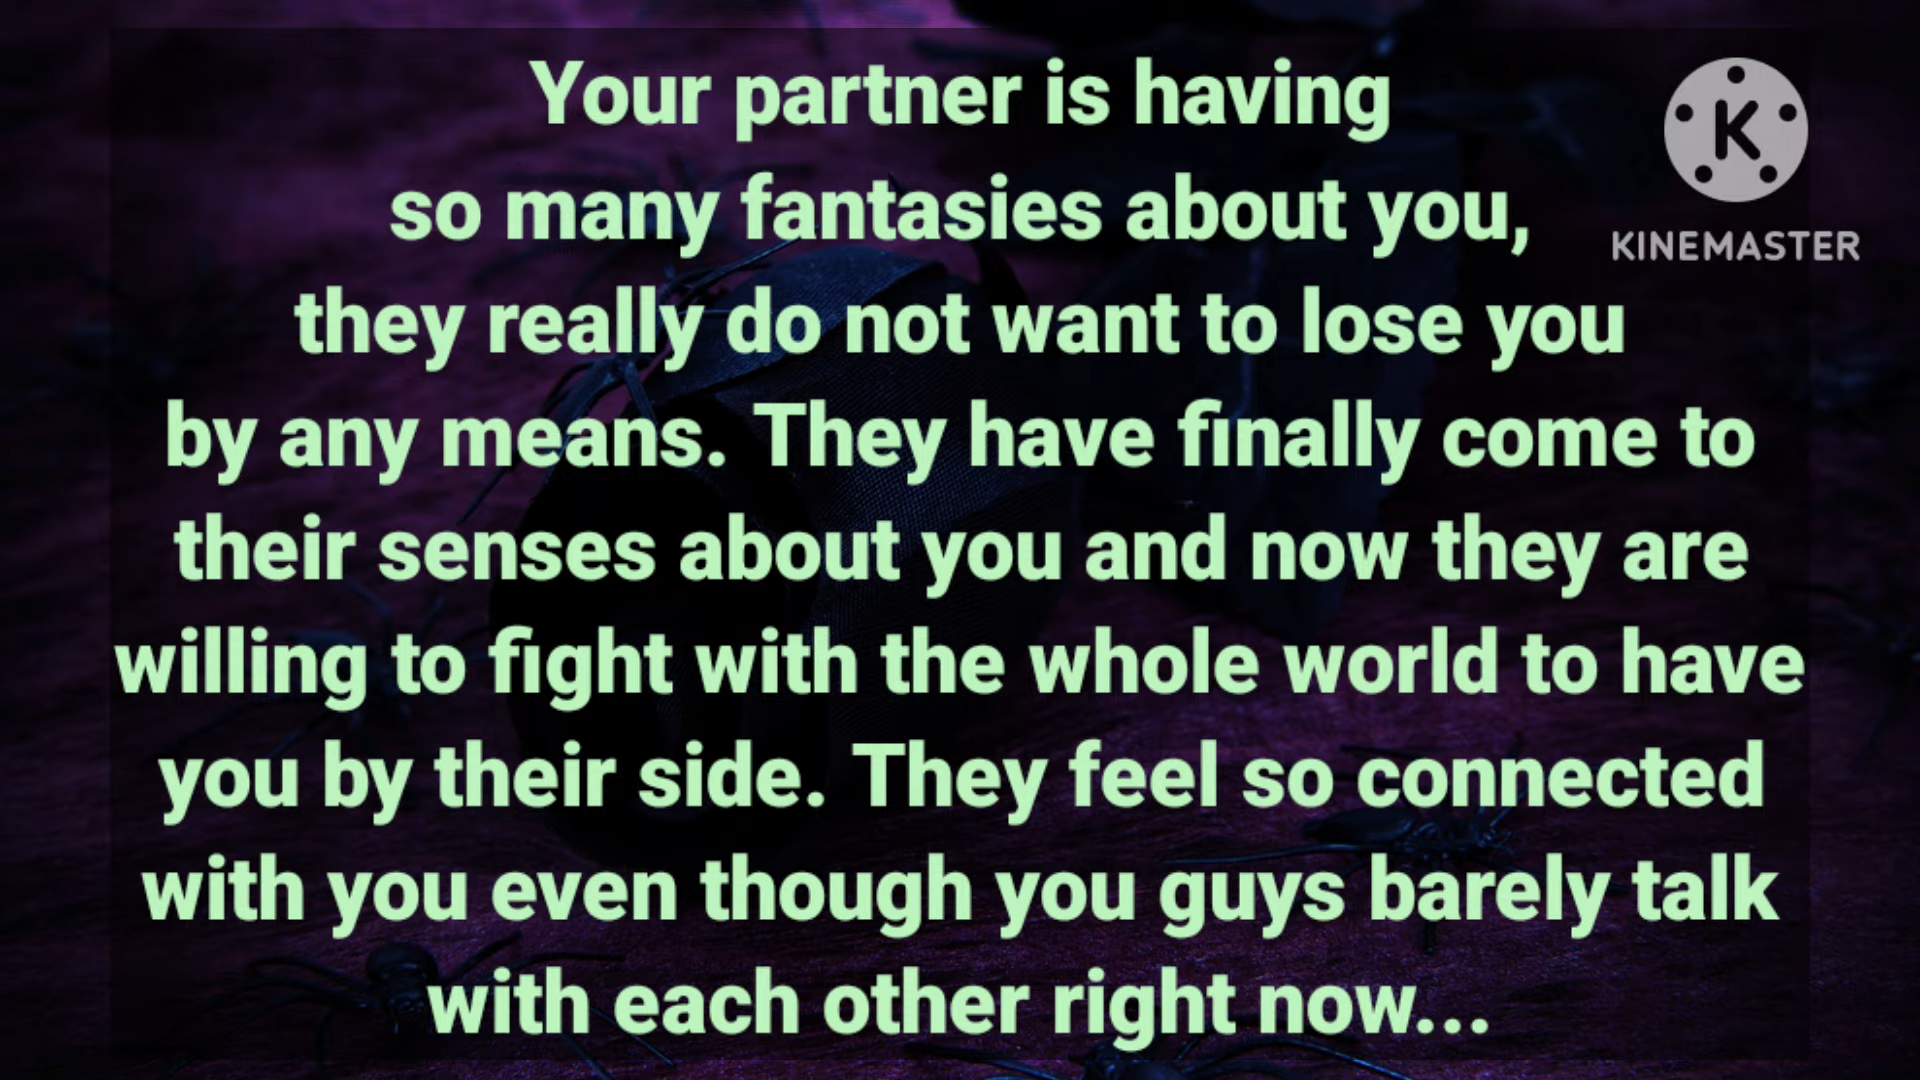 Your partner is having
so many fantasies about you,
they really do not want to lose you
by any means. They have finally come to
their senses about you and now they are
willing to fight with the whole world to have
you by their side. They feel so connected
with you even though you guys barely talk
with each other right now...
K
KINEMASTER